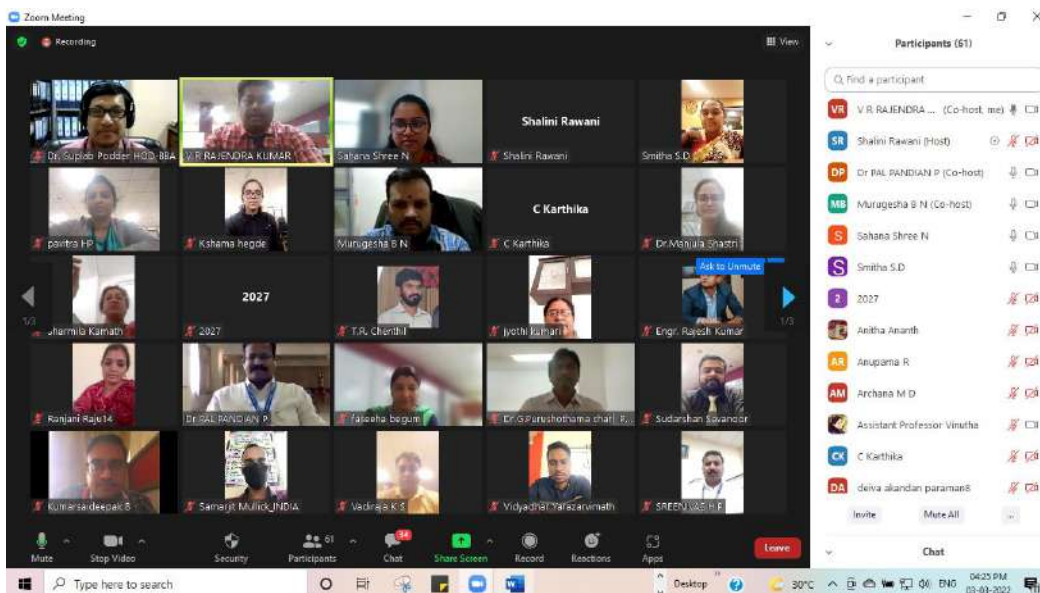 Zoom Meeting
Recording
View
Dr. Suplab Podder HOD-BBA
V R RAJENDRA KUMAR
Sahana Shree N
Shalini Rawani
Shalini Rawani
Smitha S.D
pavitra HP
Kshama hegde
Murugesha B N
C Karthika
C Karthika
Dr.Manjula Shastri
Ask to Unmute
1/3
Sharmila Kamath
2027
2027
T.R. Chenthil
jyothi kumari
Engr. Rajesh Kumar
1/3
Ranjani Raju14
Dr PAL PANDIAN P
faseeha begum
Dr.G.Purushothama chari, P...
Sudarshan Savanoor
Kumarsaideepak B
Samarjit Mullick_INDIA
Vadiraja K S
Vidyadhar Yarazarvimath
SREENIVAS H R
Mute
Stop Video
Security
61
Participants
34
Chat
Share Screen
Record
Reactions
Apps
Leave
Participants (61)
Find a participant
VR V R RAJENDRA ... (Co-host, me)
SR Shalini Rawani (Host)
DP Dr PAL PANDIAN P (Co-host)
MB Murugesha B N (Co-host)
S Sahana Shree N
S Smitha S.D
2 2027
Anitha Ananth
AR Anupama R
AM Archana M D
Assistant Professor Vinutha
CK C Karthika
DA deiva akandan paraman8
Invite Mute All ...
Chat
Type here to search
Desktop
30°C
ENG
04:25 PM
03-03-2022